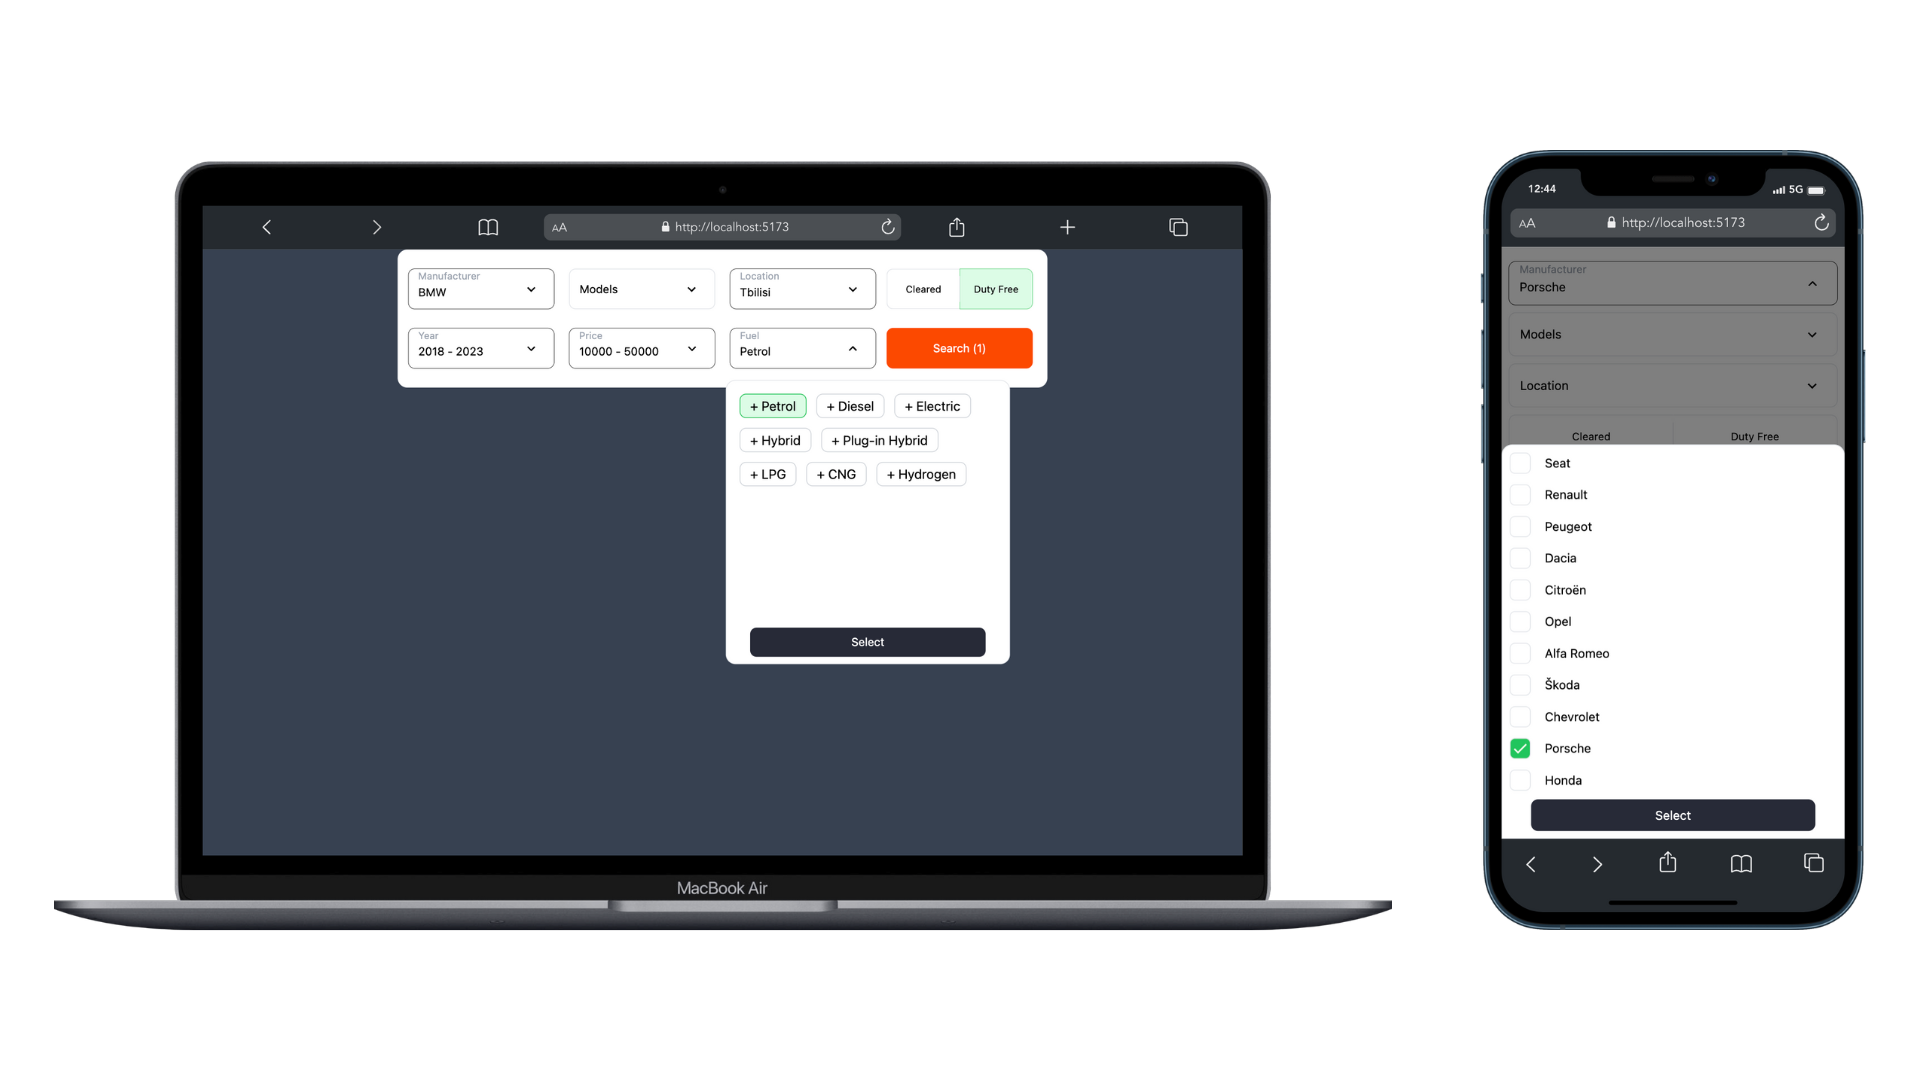 AA http://localhost:5173
Manufacturer
BMW
Models
Location
Tbilisi
Cleared
Duty Free
Year
2018 - 2023
Price
10000 - 50000
Fuel
Petrol
Search (1)
+ Petrol + Diesel + Electric
+ Hybrid + Plug-in Hybrid
+ LPG + CNG + Hydrogen
Select
MacBook Air
12:44 5G
AA http://localhost:5173
Manufacturer
Porsche
Models
Location
Cleared Duty Free
Seat
Renault
Peugeot
Dacia
Citroën
Opel
Alfa Romeo
Škoda
Chevrolet
Porsche
Honda
Select